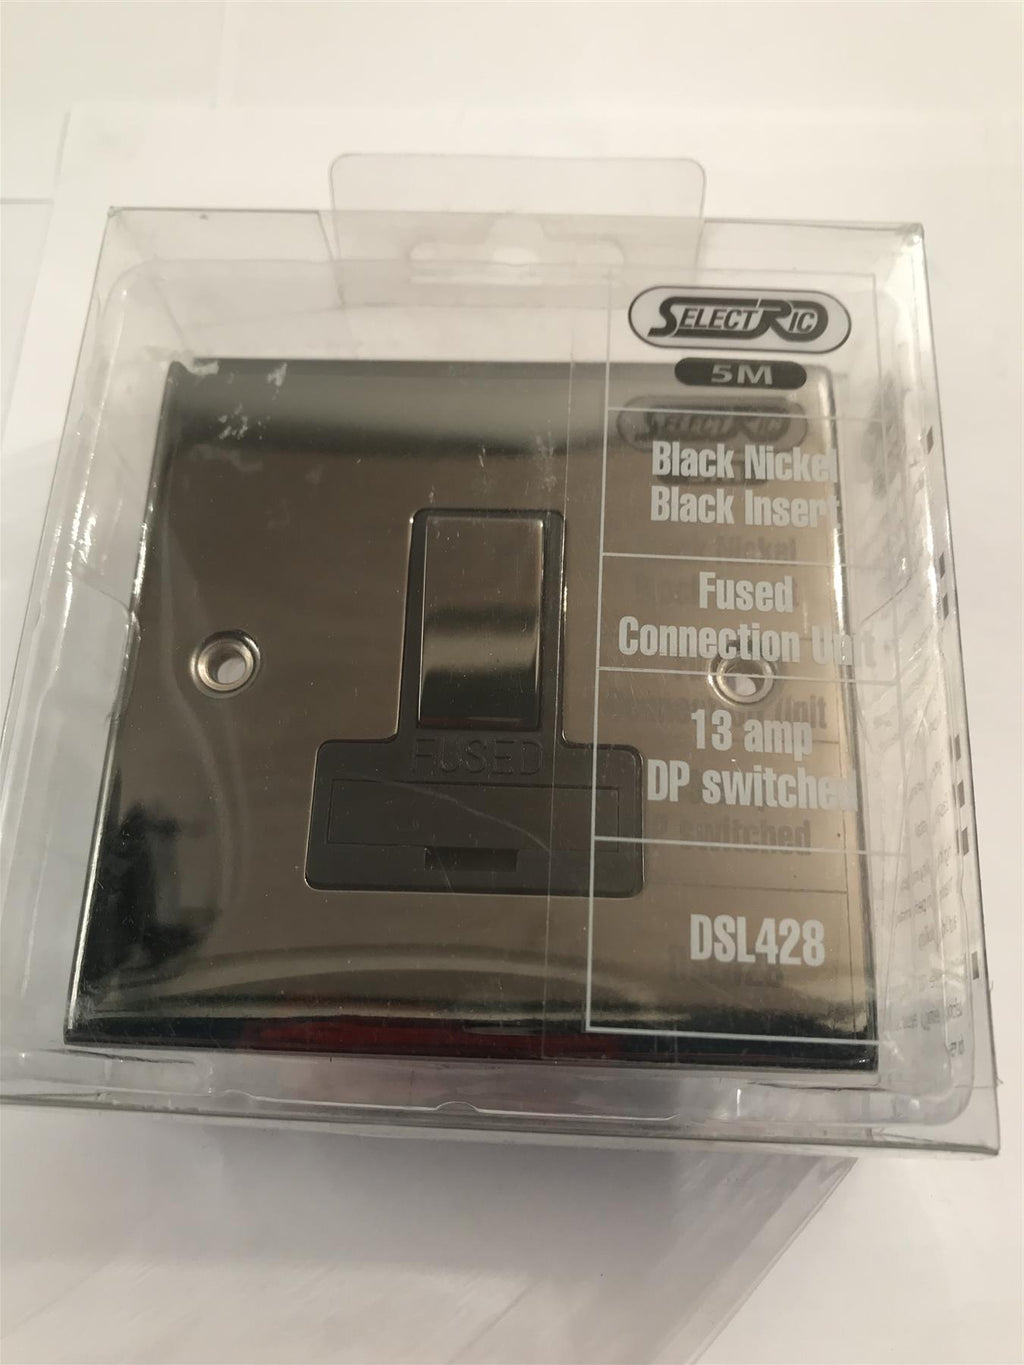 SELECTRIC
5M
Black Nickel
Black Insert
Fused
Connection Unit
13 amp
DP switched
DSL428
FUSED